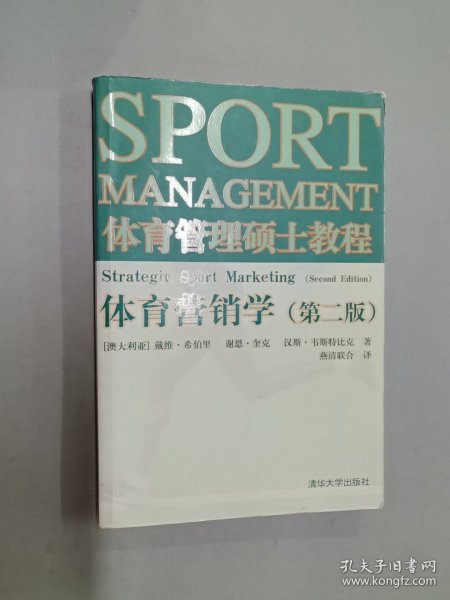 SPORT
MANAGEMENT
体育管理硕士教程
Strategic Sport Marketing (Second Edition)
体育营销学（第二版）
[澳大利亚] 戴维·希伯里 谢恩·奎克 汉斯·韦斯特比克 著
燕清联合 译
清华大学出版社
孔夫子旧书网
www.kongfz.com